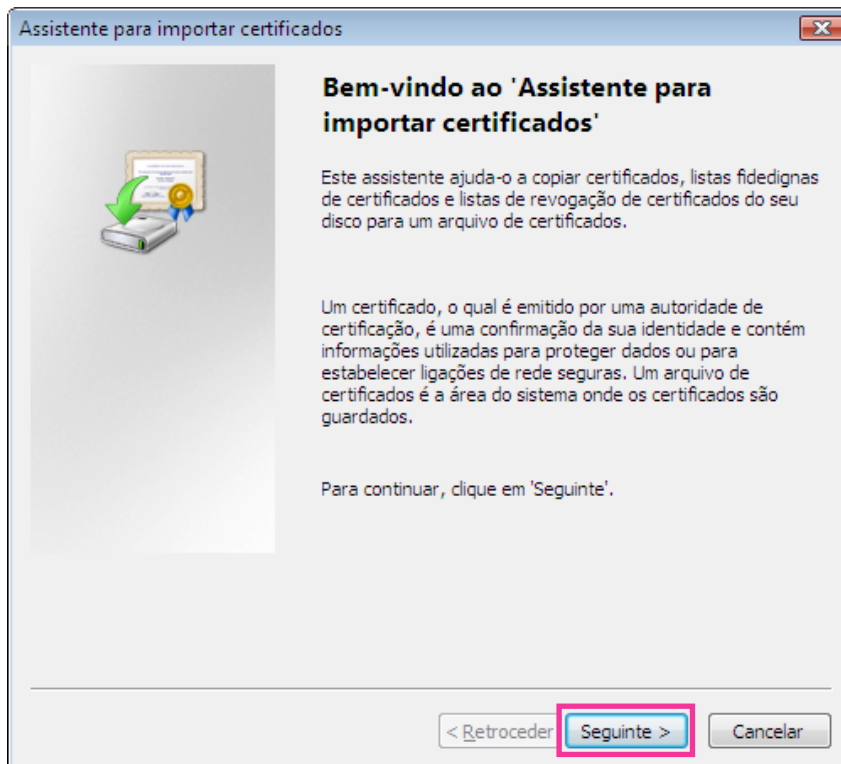 Assistente para importar certificados
Bem-vindo ao 'Assistente para
importar certificados'
Este assistente ajuda-o a copiar certificados, listas fidedignas
de certificados e listas de revogação de certificados do seu
disco para um arquivo de certificados.
Um certificado, o qual é emitido por uma autoridade de
certificação, é uma confirmação da sua identidade e contém
informações utilizadas para proteger dados ou para
estabelecer ligações de rede seguras. Um arquivo de
certificados é a área do sistema onde os certificados são
guardados.
Para continuar, clique em 'Seguinte'.
< Retroceder Seguinte > Cancelar